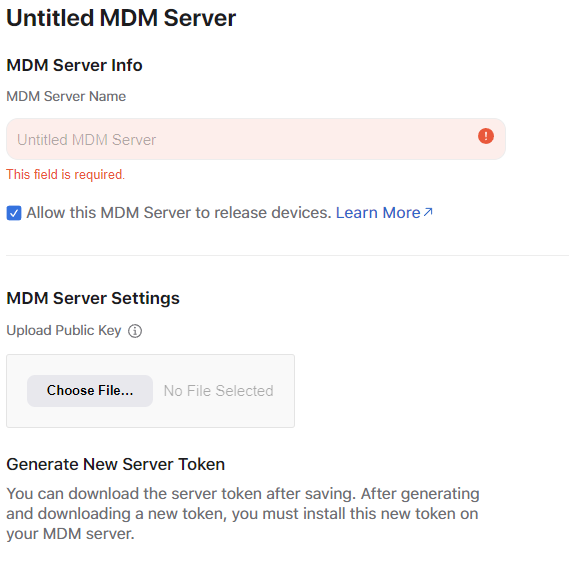 Untitled MDM Server
MDM Server Info
MDM Server Name
Untitled MDM Server
This field is required.
Allow this MDM Server to release devices. Learn More
MDM Server Settings
Upload Public Key
Choose File... No File Selected
Generate New Server Token
You can download the server token after saving. After generating
and downloading a new token, you must install this new token on
your MDM server.